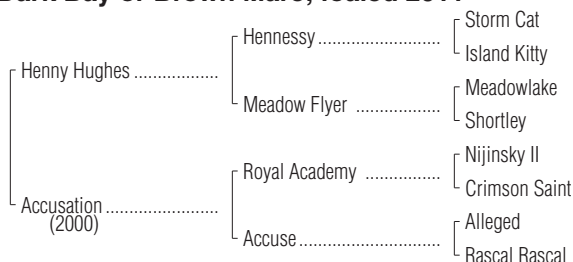 Dark Bay or Brown Mare; foaled 2011
Storm Cat
Hennessy
Island Kitty
Henny Hughes
Meadowlake
Meadow Flyer
Shortley
Nijinsky II
Royal Academy
Crimson Saint
Accusation
(2000)
Alleged
Accuse
Rascal Rascal